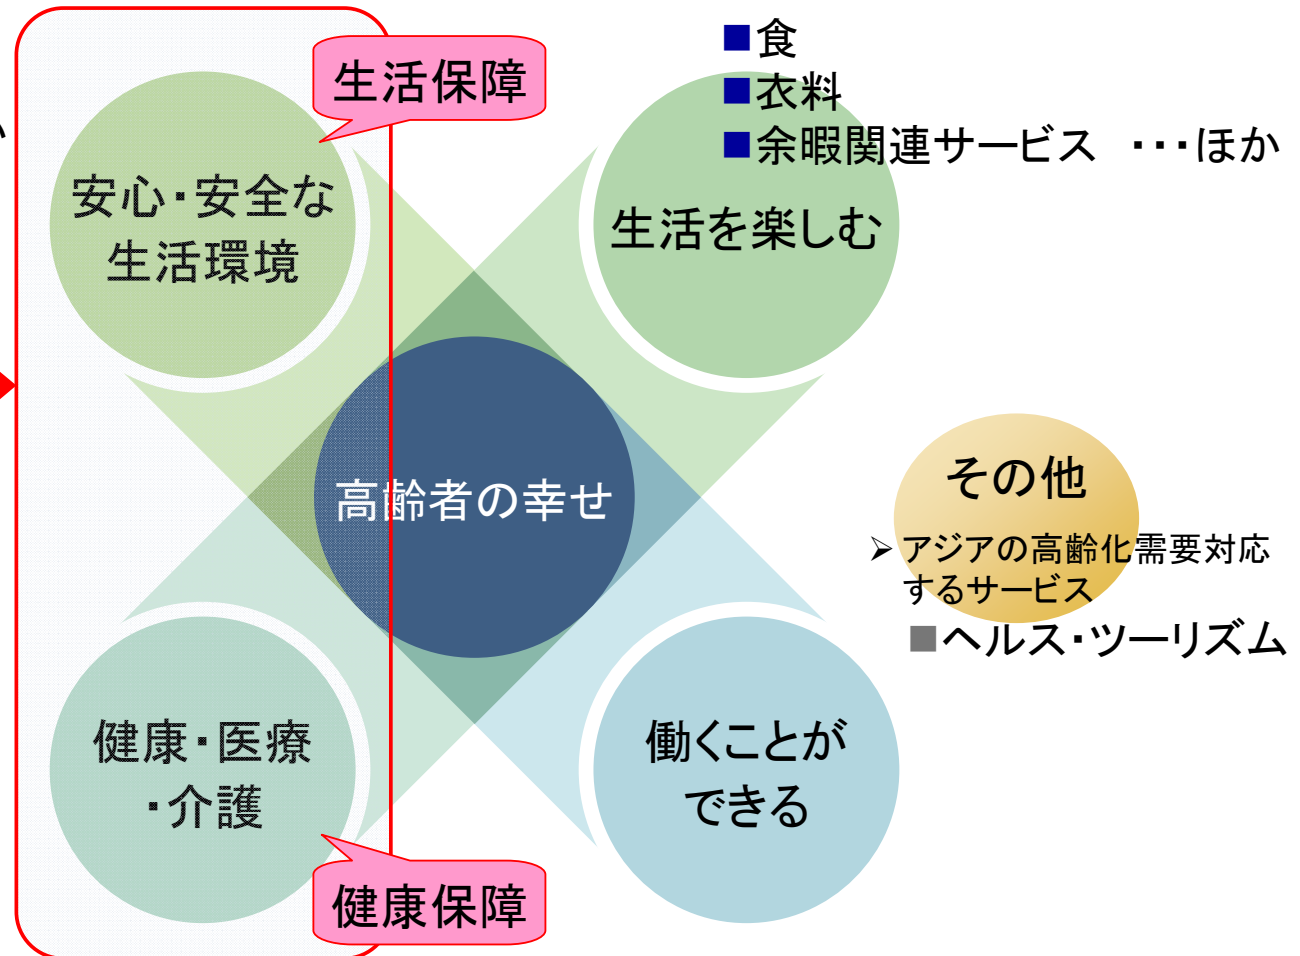 生活保障
安心・安全な
生活環境
■食
■衣料
■余暇関連サービス ・・・ほか
生活を楽しむ
高齢者の幸せ
その他
➢アジアの高齢化需要対応
するサービス
■ヘルス・ツーリズム
健康・医療
・介護
健康保障
働くことが
できる